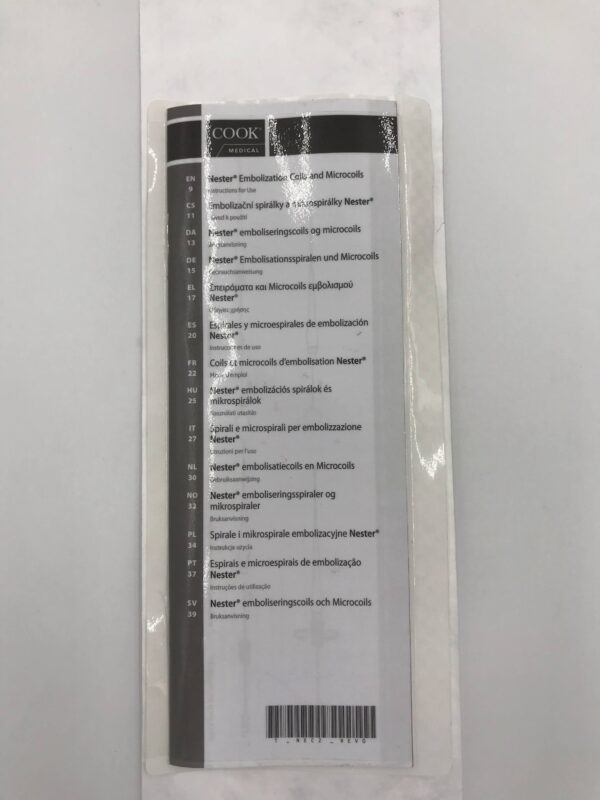 COOK®
MEDICAL
EN
9
Nester® Embolization Coils and Microcoils
Instructions for Use
CS
11
Embolizační spirálky a mikrospirálky Nester®
Návod k použití
DA
13
Nester® emboliseringscoils og microcoils
Brugsanvisning
DE
15
Nester® Embolisationsspiralen und Microcoils
Gebrauchsanweisung
EL
17
Σπειράματα και Microcoils εμβολισμού
Nester®
Οδηγίες χρήσης
ES
20
Espirales y microespirales de embolización
Nester®
Instrucciones de uso
FR
22
Coils et microcoils d'embolisation Nester®
Mode d'emploi
HU
25
Nester® embolizációs spirálok és
mikrospirálok
Használati utasítás
IT
27
Spirali e microspirali per embolizzazione
Nester®
Istruzioni per l'uso
NL
30
Nester® embolisatiecoils en Microcoils
Gebruiksaanwijzing
NO
32
Nester® emboliseringsspiraler og
mikrospiraler
Bruksanvisning
PL
34
Spirale i mikrospirale embolizacyjne Nester®
Instrukcja użycia
PT
37
Espirais e microespirais de embolização
Nester®
Instruções de utilização
SV
39
Nester® emboliseringscoils och Microcoils
Bruksanvisning
T_NEC2_REV0